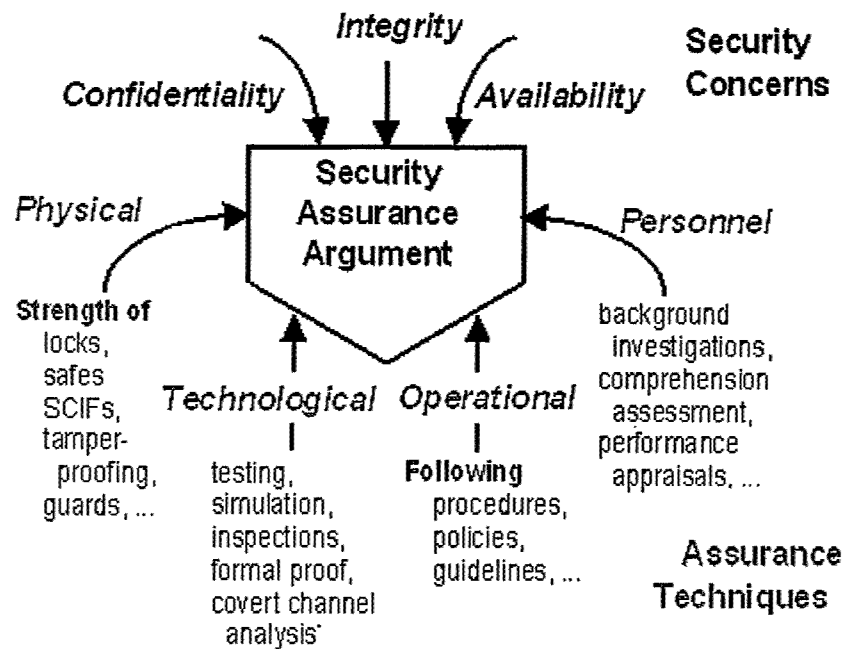 Integrity
Security
Concerns
Confidentiality
Availability
Security
Assurance
Argument
Physical
Personnel
Strength of
locks,
safes
SCIFs,
tamper-
proofing,
guards, ...
Technological
testing,
simulation,
inspections,
formal proof,
covert channel
analysis
Operational
Following
procedures,
policies,
guidelines, ...
background
investigations,
comprehension
assessment,
performance
appraisals, ...
Assurance
Techniques